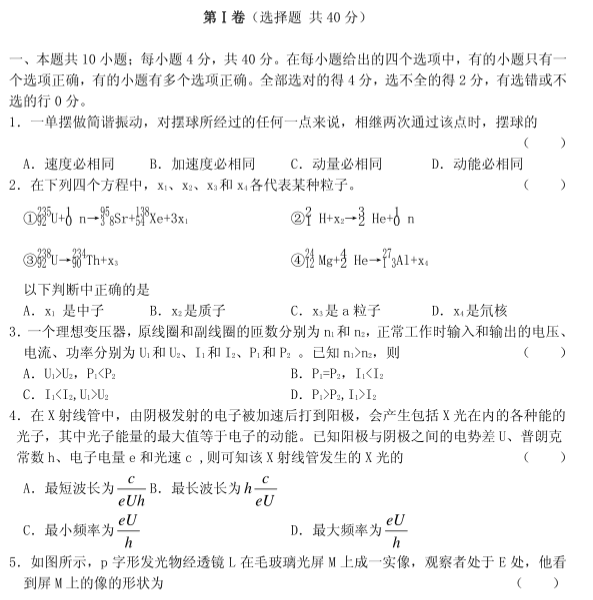 第Ⅰ卷（选择题 共40分）
一、本题共10小题；每小题4分，共40分。在每小题给出的四个选项中，有的小题只有一
个选项正确，有的小题有多个选项正确。全部选对的得4分，选不全的得2分，有选错或不
选的行0分。
1．一单摆做简谐振动，对摆球所经过的任何一点来说，相继两次通过该点时，摆球的
（ ）
A．速度必相同 B．加速度必相同 C．动量必相同 D．动能必相同
2．在下列四个方程中，x₁、x₂、x₃和x₄各代表某种粒子。 （ ）
①²³⁵₉₂U+¹₀ n→⁹⁵₃₈Sr+¹³⁸₅₄Xe+3x₁ ②²₁ H+x₂→³₂ He+¹₀ n
③²³⁸₉₂U→²³⁴₉₀Th+x₃ ④²⁴₁₂ Mg+⁴₂ He→²⁷₁₃Al+x₄
以下判断中正确的是
A．x₁ 是中子 B．x₂是质子 C．x₃是a粒子 D．x₄是氘核
3．一个理想变压器，原线圈和副线圈的匝数分别为n₁和n₂，正常工作时输入和输出的电压、
电流、功率分别为U₁和U₂、I₁和I₂、P₁和P₂ 。已知n₁>n₂，则 （ ）
A．U₁>U₂，P₁<P₂ B．P₁=P₂，I₁<I₂
C．I₁<I₂,U₁>U₂ D．P₁>P₂,I₁>I₂
4．在X射线管中，由阴极发射的电子被加速后打到阳极，会产生包括X光在内的各种能的
光子，其中光子能量的最大值等于电子的动能。已知阳极与阴极之间的电势差U、普朗克
常数h、电子电量e和光速c ,则可知该X射线管发生的X光的 （ ）
A．最短波长为 c/eUh B．最长波长为 h c/eU
C．最小频率为 eU/h D．最大频率为 eU/h
5．如图所示，p字形发光物经透镜L在毛玻璃光屏M上成一实像，观察者处于E处，他看
到屏M上的像的形状为 （ ）